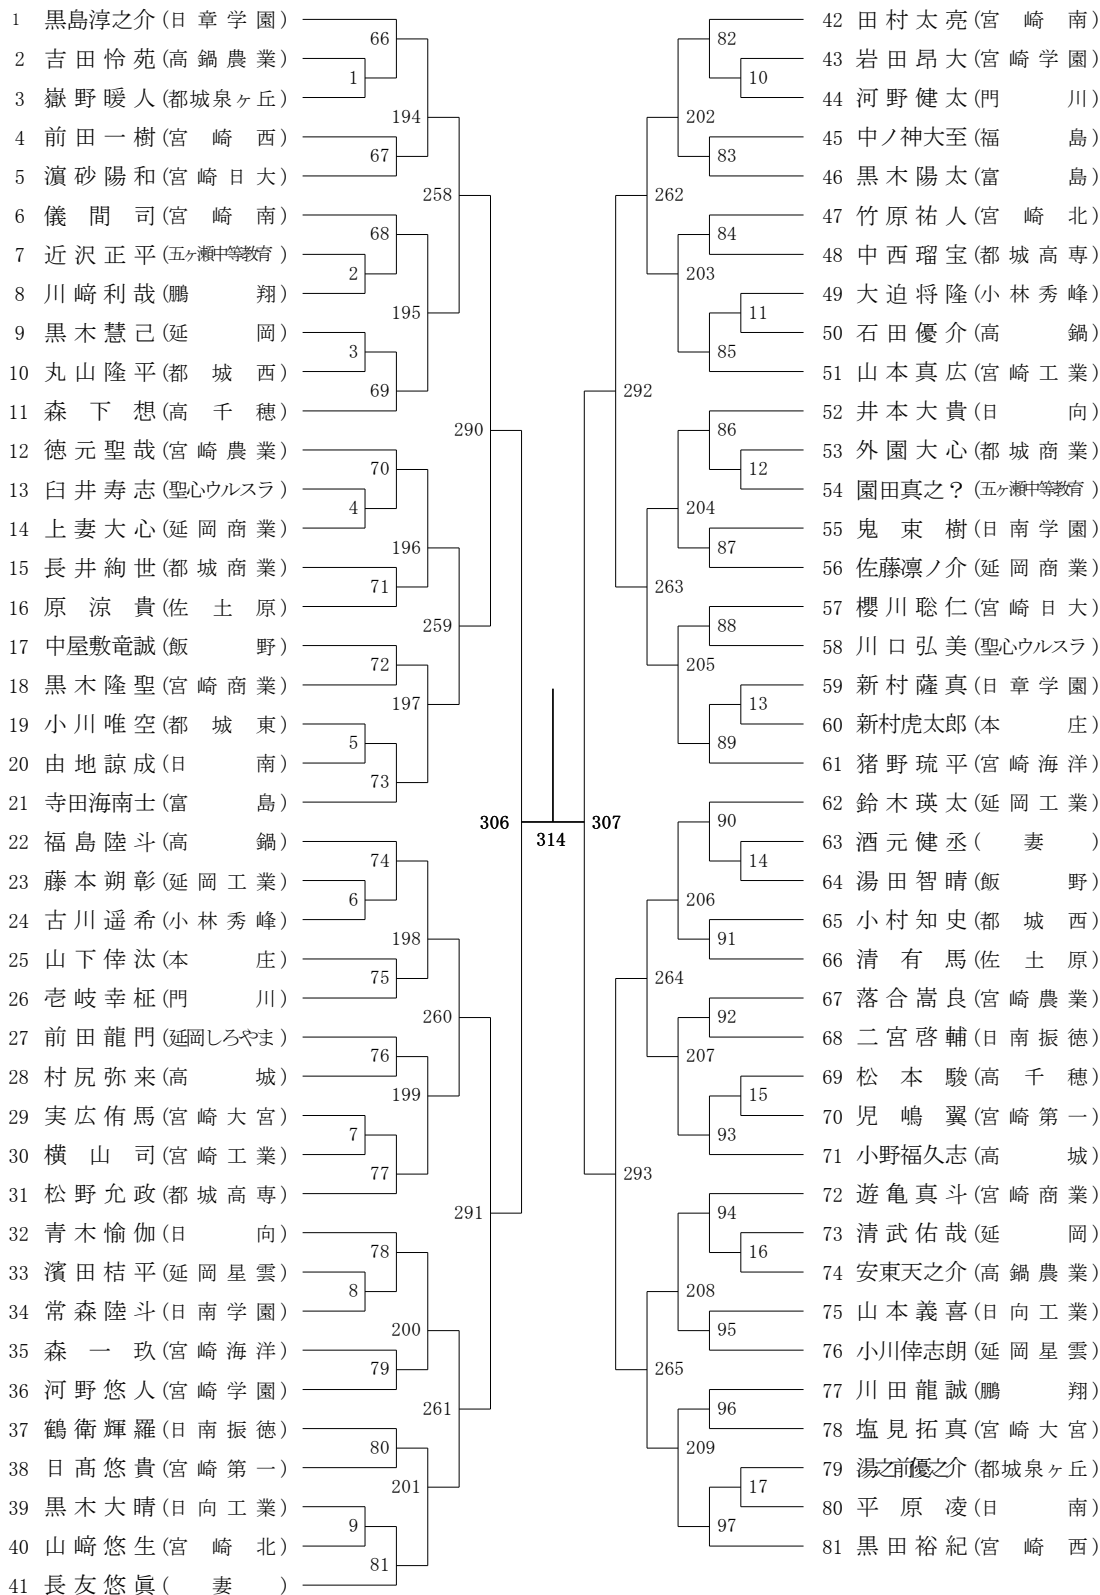 1 黒島淳之介(日章学園)
2 吉田怜苑(高鍋農業)
3 嶽野暖人(都城泉ヶ丘)
4 前田一樹(宮崎西)
5 濵砂陽和(宮崎日大)
6 儀間司(宮崎南)
7 近沢正平(五ヶ瀬中等教育)
8 川﨑利哉(鵬翔)
9 黒木慧己(延岡)
10 丸山隆平(都城西)
11 森下想(高千穂)
12 徳元聖哉(宮崎農業)
13 臼井寿志(聖心ウルスラ)
14 上妻大心(延岡商業)
15 長井絢世(都城商業)
16 原涼貴(佐土原)
17 中屋敷竜誠(飯野)
18 黒木隆聖(宮崎商業)
19 小川唯空(都城東)
20 由地諒成(日南)
21 寺田海南士(富島)
22 福島陸斗(高鍋)
23 藤本朔彰(延岡工業)
24 古川遥希(小林秀峰)
25 山下倖汰(本庄)
26 壱岐幸柾(門川)
27 前田龍門(延岡しろやま)
28 村尻弥来(高城)
29 実広侑馬(宮崎大宮)
30 横山司(宮崎工業)
31 松野允政(都城高専)
32 青木愉伽(日向)
33 濱田桔平(延岡星雲)
34 常森陸斗(日南学園)
35 森一玖(宮崎海洋)
36 河野悠人(宮崎学園)
37 鶴衛輝羅(日南振徳)
38 日髙悠貴(宮崎第一)
39 黒木大晴(日向工業)
40 山﨑悠生(宮崎北)
41 長友悠眞(妻)
66
1
194
67
258
68
2
195
3
69
290
70
4
196
71
259
72
197
5
73
306
74
6
198
75
260
76
199
7
77
291
78
8
200
79
261
80
201
9
81
314
307
82
10
202
83
262
84
203
11
85
292
86
12
204
87
263
88
205
13
89
90
14
206
91
264
92
207
15
93
293
94
16
208
95
265
96
209
17
97
42 田村太亮(宮崎南)
43 岩田昂大(宮崎学園)
44 河野健太(門川)
45 中ノ神大至(福島)
46 黒木陽太(富島)
47 竹原祐人(宮崎北)
48 中西瑠宝(都城高専)
49 大迫将隆(小林秀峰)
50 石田優介(高鍋)
51 山本真広(宮崎工業)
52 井本大貴(日向)
53 外園大心(都城商業)
54 園田真之?(五ヶ瀬中等教育)
55 鬼束樹(日南学園)
56 佐藤凛ノ介(延岡商業)
57 櫻川聡仁(宮崎日大)
58 川口弘美(聖心ウルスラ)
59 新村薩真(日章学園)
60 新村虎太郎(本庄)
61 猪野琉平(宮崎海洋)
62 鈴木瑛太(延岡工業)
63 酒元健丞(妻)
64 湯田智晴(飯野)
65 小村知史(都城西)
66 清有馬(佐土原)
67 落合嵩良(宮崎農業)
68 二宮啓輔(日南振徳)
69 松本駿(高千穂)
70 児嶋翼(宮崎第一)
71 小野福久志(高城)
72 遊亀真斗(宮崎商業)
73 清武佑哉(延岡)
74 安東天之介(高鍋農業)
75 山本義喜(日向工業)
76 小川倖志朗(延岡星雲)
77 川田龍誠(鵬翔)
78 塩見拓真(宮崎大宮)
79 湯之前優之介(都城泉ヶ丘)
80 平原凌(日南)
81 黒田裕紀(宮崎西)